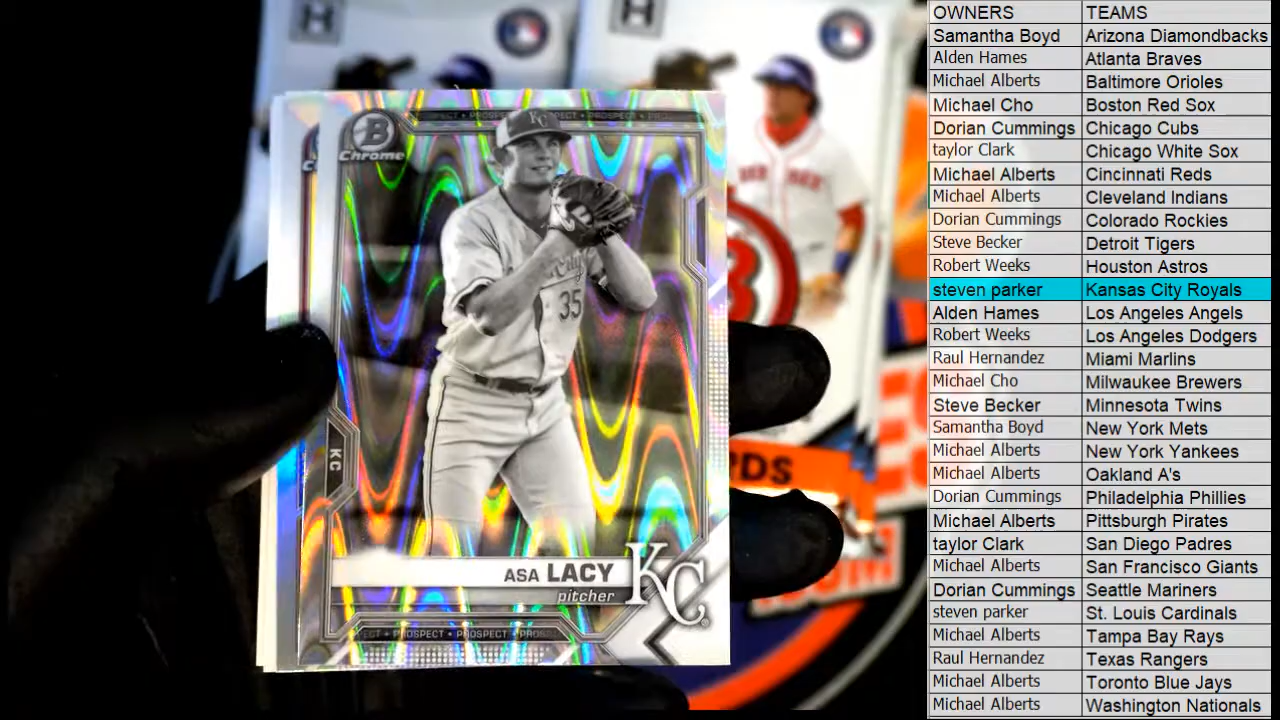 H
H
RED SOX
B
Chrome
PROSPECT • PROSPECT • PROSPECT
KC
35
KC
ASA LACY
pitcher
KC
PROSPECT • PROSPECT • PROSPECT
RDS
OWNERS TEAMS
Samantha Boyd Arizona Diamondbacks
Alden Hames Atlanta Braves
Michael Alberts Baltimore Orioles
Michael Cho Boston Red Sox
Dorian Cummings Chicago Cubs
taylor Clark Chicago White Sox
Michael Alberts Cincinnati Reds
Michael Alberts Cleveland Indians
Dorian Cummings Colorado Rockies
Steve Becker Detroit Tigers
Robert Weeks Houston Astros
steven parker Kansas City Royals
Alden Hames Los Angeles Angels
Robert Weeks Los Angeles Dodgers
Raul Hernandez Miami Marlins
Michael Cho Milwaukee Brewers
Steve Becker Minnesota Twins
Samantha Boyd New York Mets
Michael Alberts New York Yankees
Michael Alberts Oakland A's
Dorian Cummings Philadelphia Phillies
Michael Alberts Pittsburgh Pirates
taylor Clark San Diego Padres
Michael Alberts San Francisco Giants
Dorian Cummings Seattle Mariners
steven parker St. Louis Cardinals
Michael Alberts Tampa Bay Rays
Raul Hernandez Texas Rangers
Michael Alberts Toronto Blue Jays
Michael Alberts Washington Nationals